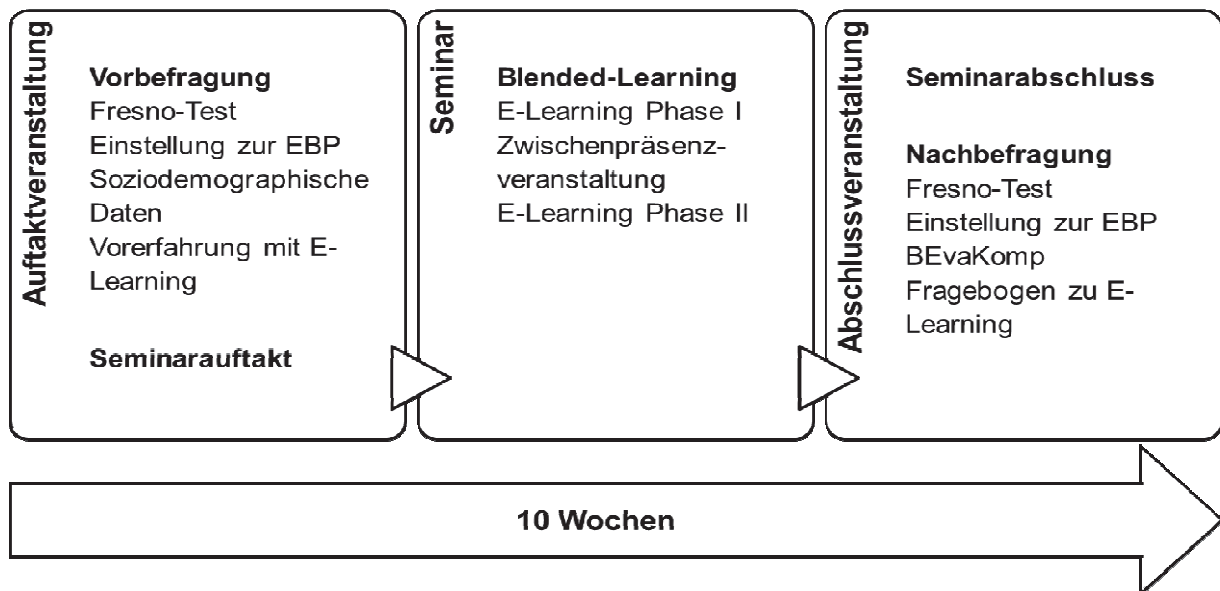 Auftaktveranstaltung
Vorbefragung
Fresno-Test
Einstellung zur EBP
Soziodemographische
Daten
Vorerfahrung mit E-
Learning
Seminarauftakt
Seminar
Blended-Learning
E-Learning Phase I
Zwischenpräsenz-
veranstaltung
E-Learning Phase II
Abschlussveranstaltung
Seminarabschluss
Nachbefragung
Fresno-Test
Einstellung zur EBP
BEvaKomp
Fragebogen zu E-
Learning
10 Wochen